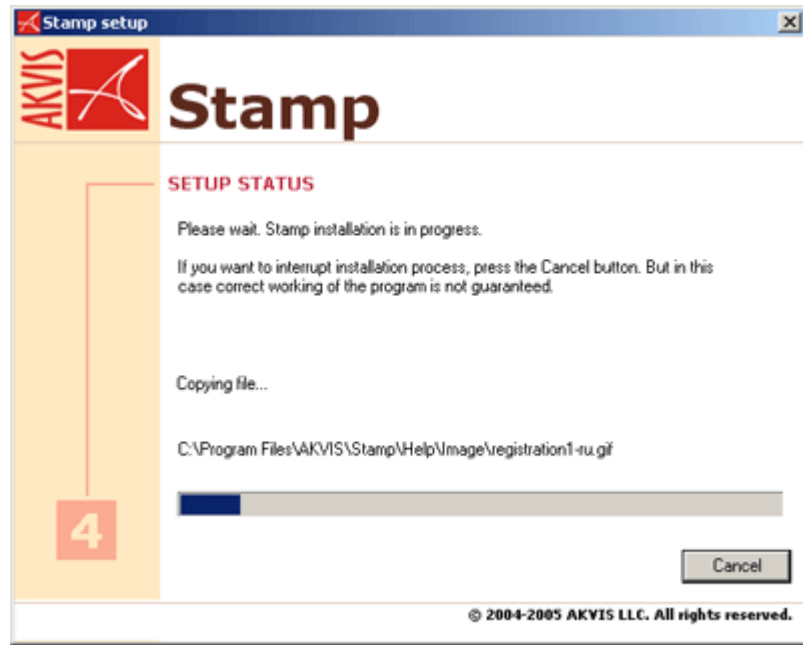 Stamp setup
AKVIS
Stamp
SETUP STATUS
Please wait. Stamp installation is in progress.
If you want to interrupt installation process, press the Cancel button. But in this
case correct working of the program is not guaranteed.
Copying file...
C:\Program Files\AKVIS\Stamp\Help\Image\registration1-ru.gif
4
Cancel
© 2004-2005 AKVIS LLC. All rights reserved.